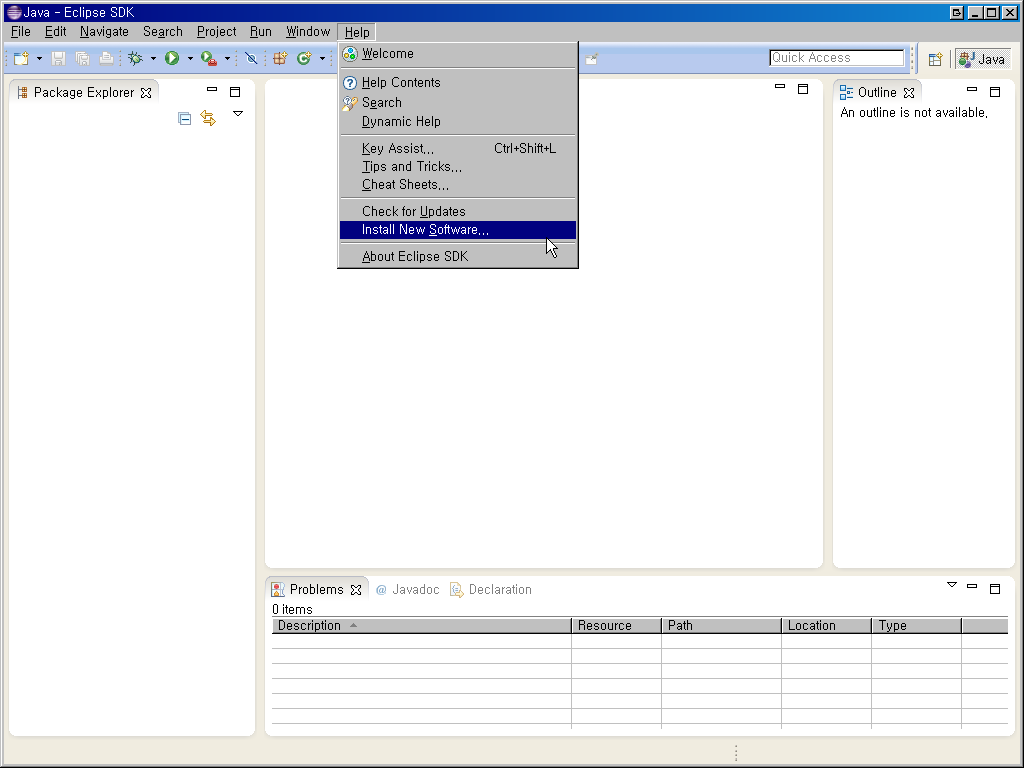 Java - Eclipse SDK
File Edit Navigate Search Project Run Window Help
Quick Access
Java
Welcome
Help Contents
Search
Dynamic Help
Key Assist... Ctrl+Shift+L
Tips and Tricks...
Cheat Sheets...
Check for Updates
Install New Software...
About Eclipse SDK
Package Explorer
Outline
An outline is not available.
Problems @ Javadoc Declaration
0 items
Description Resource Path Location Type